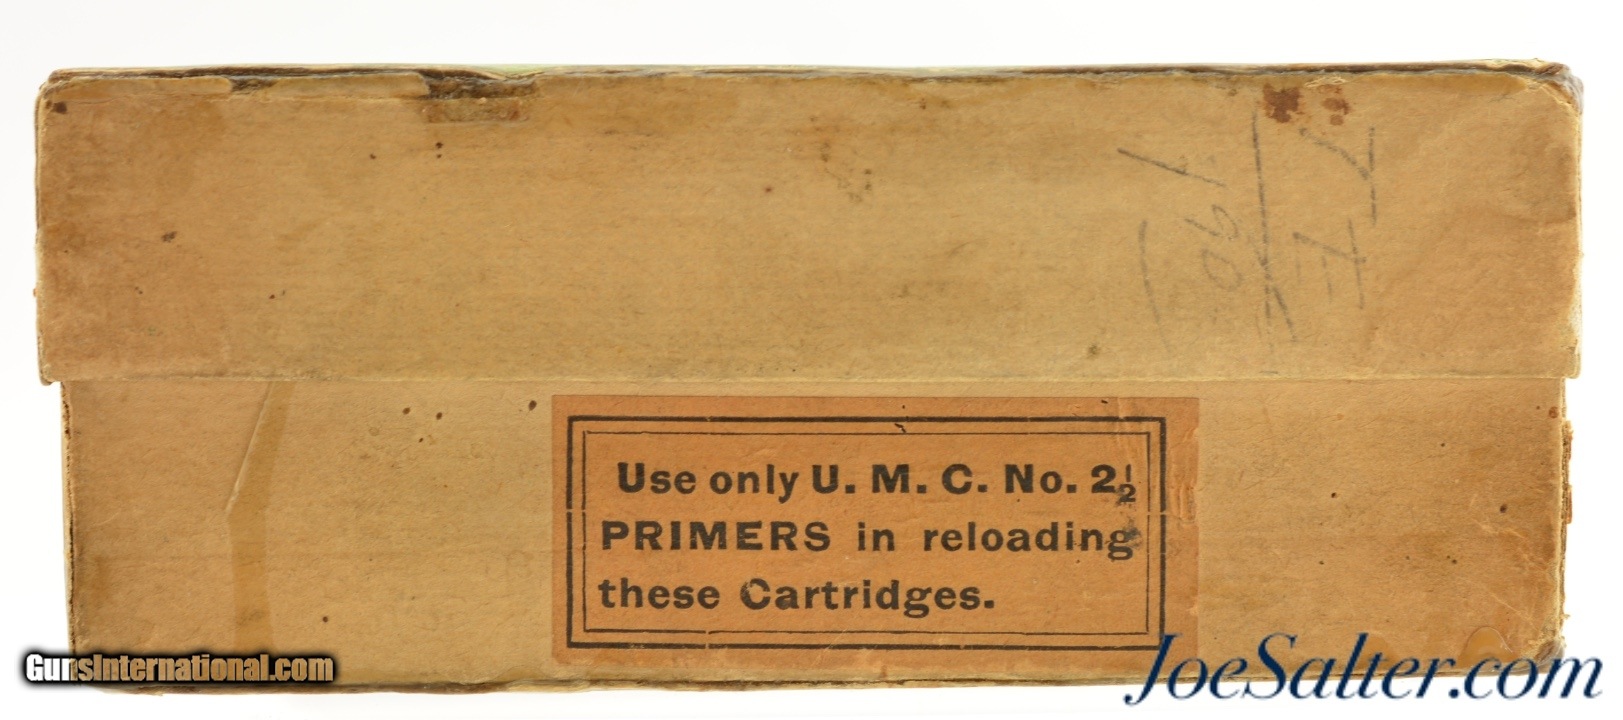 Use only U. M. C. No. 2½
PRIMERS in reloading
these Cartridges.
GunsInternational.com
JoeSalter.com